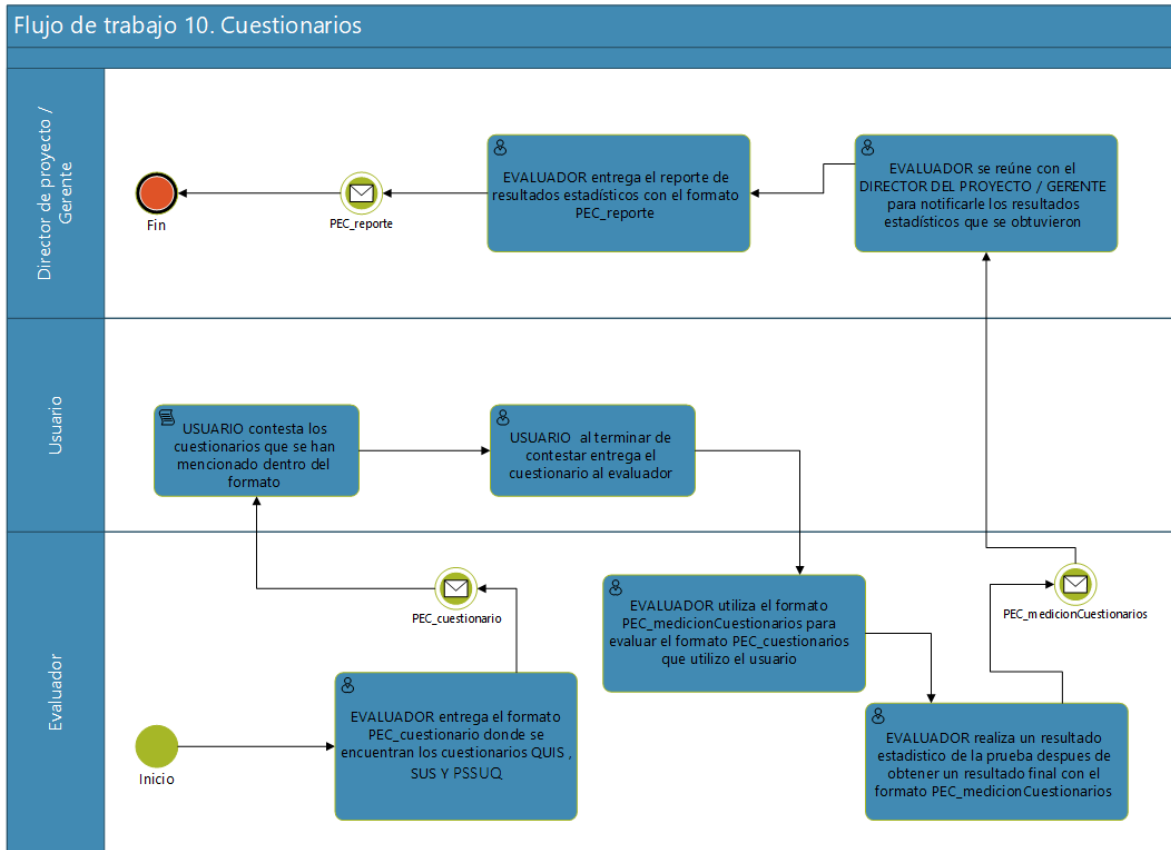 Flujo de trabajo 10. Cuestionarios
Director de proyecto /
Gerente
EVALUADOR entrega el reporte de
resultados estadísticos con el formato
PEC_reporte
EVALUADOR se reúne con el
DIRECTOR DEL PROYECTO / GERENTE
para notificarle los resultados
estadísticos que se obtuvieron
Fin
PEC_reporte
Usuario
USUARIO contesta los
cuestionarios que se han
mencionado dentro del
formato
USUARIO al terminar de
contestar entrega el
cuestionario al evaluador
Evaluador
PEC_cuestionario
EVALUADOR utiliza el formato
PEC_medicionCuestionarios para
evaluar el formato PEC_cuestionarios
que utilizo el usuario
PEC_medicionCuestionarios
Inicio
EVALUADOR entrega el formato
PEC_cuestionario donde se
encuentran los cuestionarios QUIS ,
SUS Y PSSUQ
EVALUADOR realiza un resultado
estadistico de la prueba despues de
obtener un resultado final con el
formato PEC_medicionCuestionarios